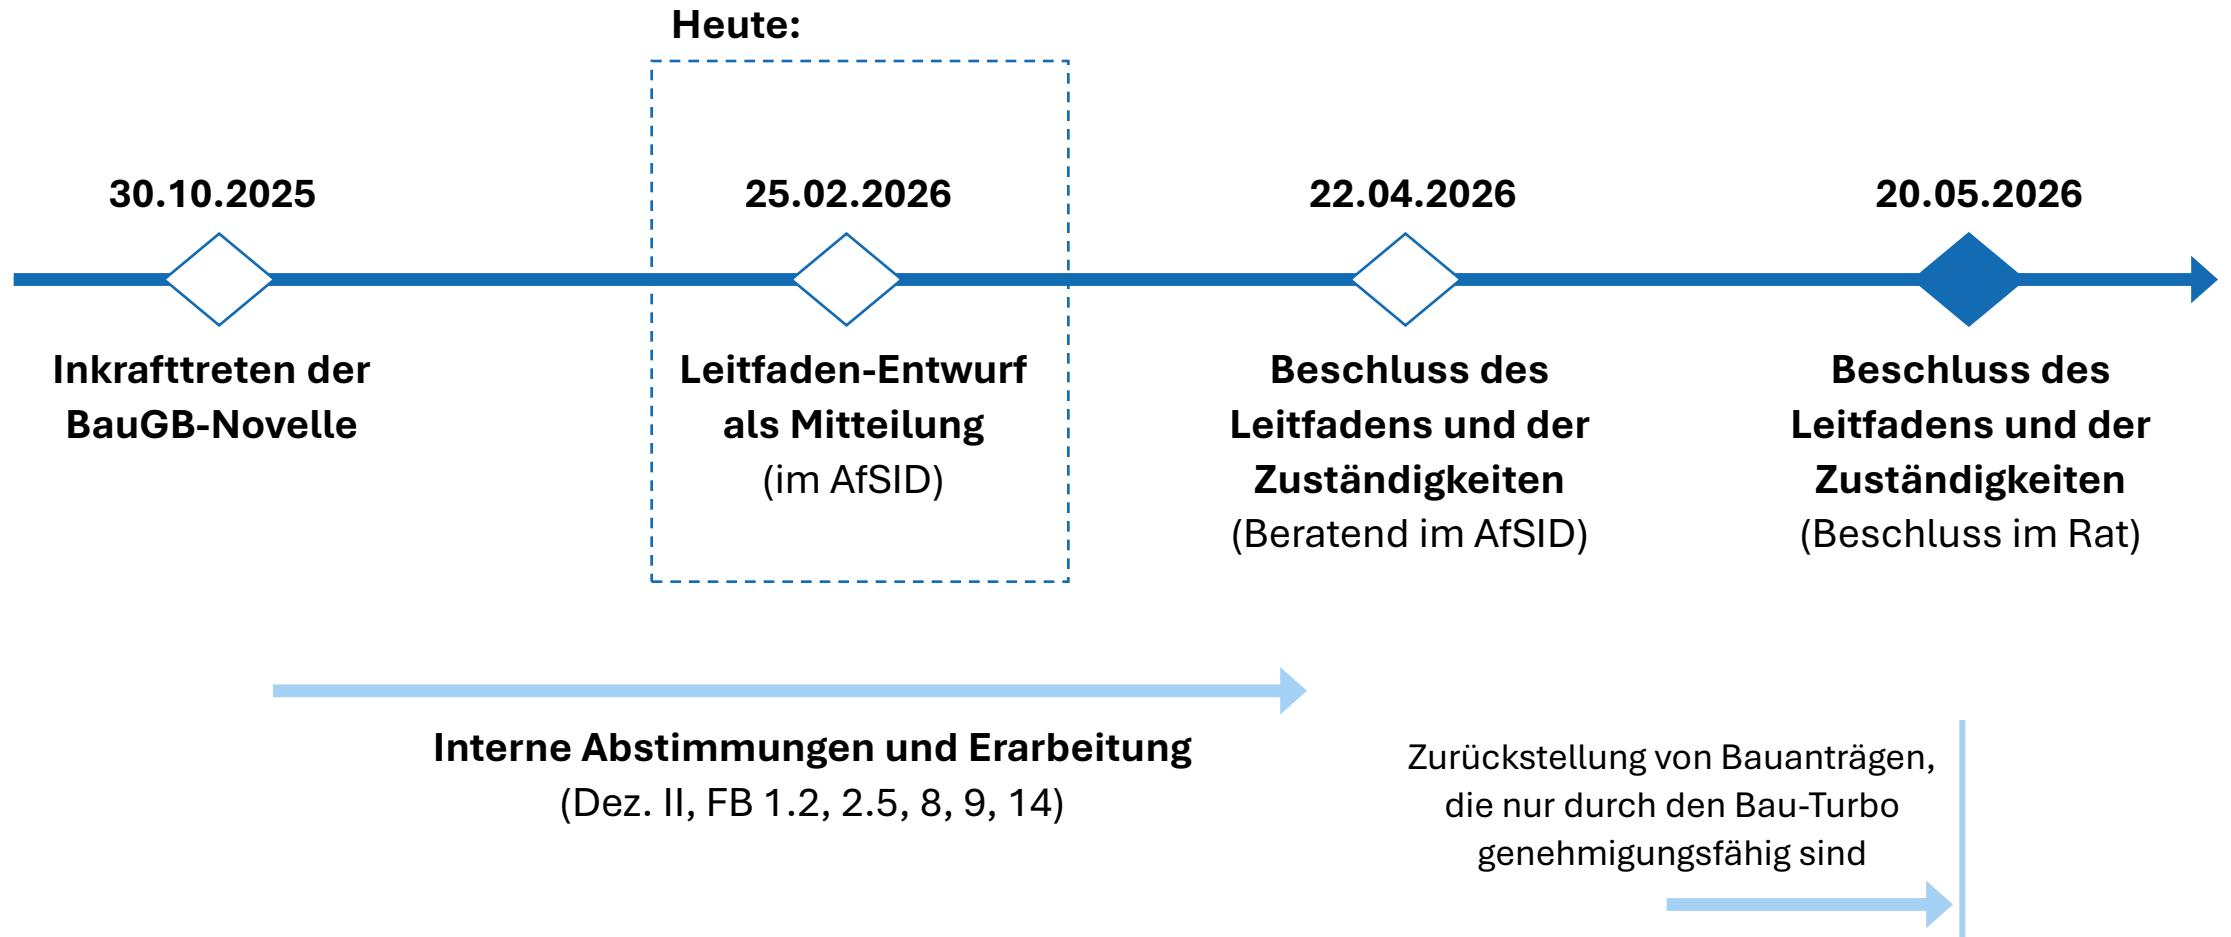 Heute:
30.10.2025
25.02.2026
22.04.2026
20.05.2026
Inkrafttreten der
BauGB-Novelle
Leitfaden-Entwurf
als Mitteilung
(im AfSID)
Beschluss des
Leitfadens und der
Zuständigkeiten
(Beratend im AfSID)
Beschluss des
Leitfadens und der
Zuständigkeiten
(Beschluss im Rat)
Interne Abstimmungen und Erarbeitung
(Dez. II, FB 1.2, 2.5, 8, 9, 14)
Zurückstellung von Bauanträgen,
die nur durch den Bau-Turbo
genehmigungsfähig sind